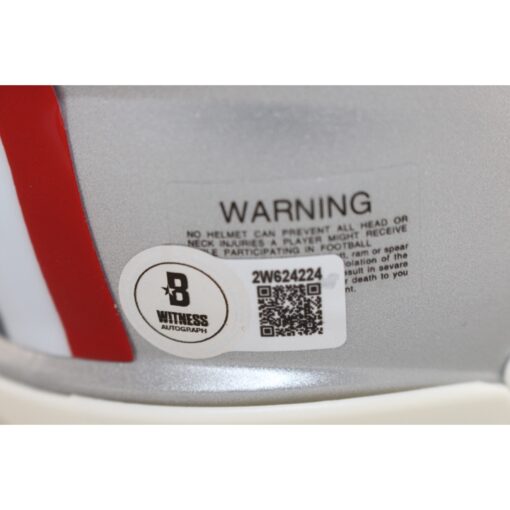 WARNING
NO HELMET CAN PREVENT ALL HEAD OR
NECK INJURIES A PLAYER MIGHT RECEIVE
PARTICIPATING IN FOOTBALL
ram or spear
of the
in severe
or death to you
B
WITNESS
AUTOGRAPH
2W624224